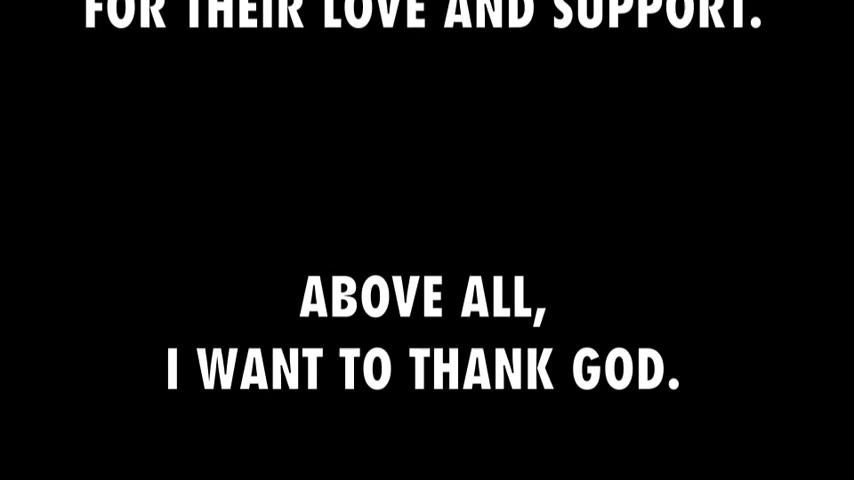 FOR THEIR LOVE AND SUPPORT.
ABOVE ALL,
I WANT TO THANK GOD.